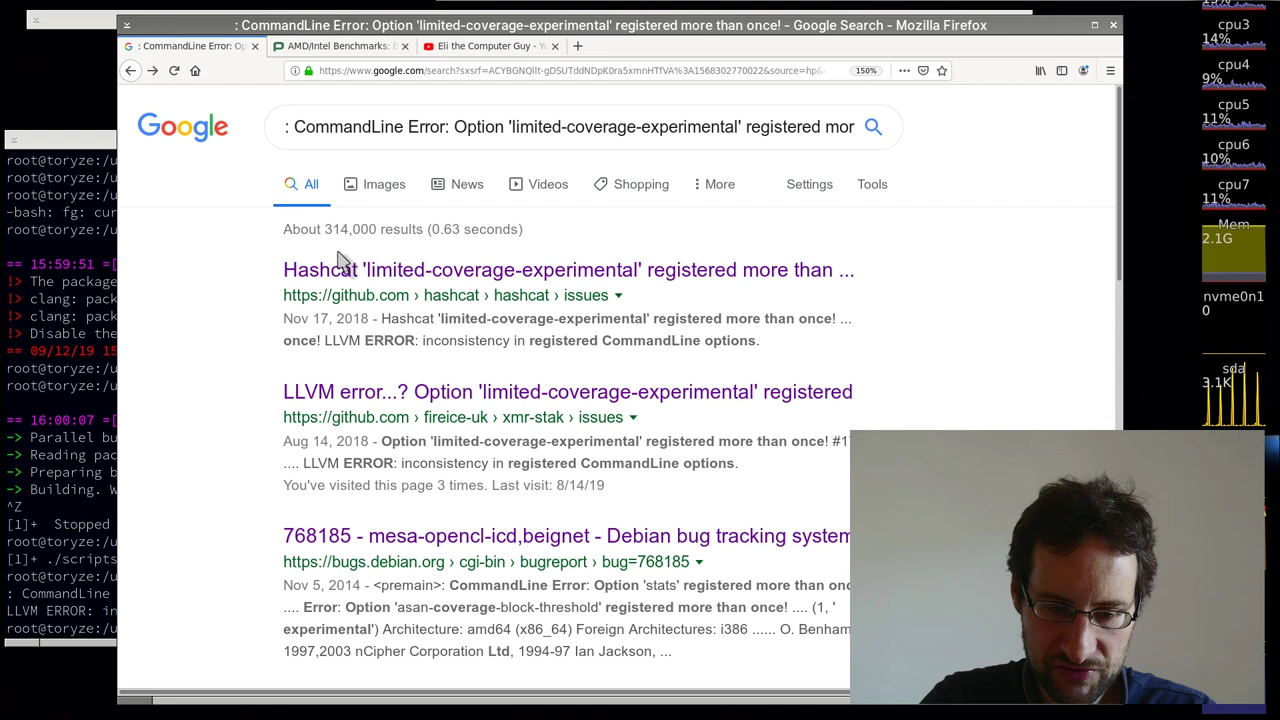 : CommandLine Error: Option 'limited-coverage-experimental' registered more than once! - Google Search - Mozilla Firefox
: CommandLine Error: Op
AMD/Intel Benchmarks:
Eli the Computer Guy -
https://www.google.com/search?sxsrf=ACYBGNQlIt-gDSUTddNDpK0ra5xmnHTfVA%3A1568302770022&source=hp&
150%
Google
: CommandLine Error: Option 'limited-coverage-experimental' registered mor
All
Images
News
Videos
Shopping
More
Settings
Tools
About 314,000 results (0.63 seconds)
Hashcat 'limited-coverage-experimental' registered more than ...
https://github.com › hashcat › hashcat › issues
Nov 17, 2018 - Hashcat 'limited-coverage-experimental' registered more than once! ...
once! LLVM ERROR: inconsistency in registered CommandLine options.
LLVM error...? Option 'limited-coverage-experimental' registered
https://github.com › fireice-uk › xmr-stak › issues
Aug 14, 2018 - Option 'limited-coverage-experimental' registered more than once! #1
.... LLVM ERROR: inconsistency in registered CommandLine options.
You've visited this page 3 times. Last visit: 8/14/19
768185 - mesa-opencl-icd,beignet - Debian bug tracking system
https://bugs.debian.org › cgi-bin › bugreport › bug=768185
Nov 5, 2014 - <premain>: CommandLine Error: Option 'stats' registered more than onc
.... Error: Option 'asan-coverage-block-threshold' registered more than once! .... (1, '
experimental') Architecture: amd64 (x86_64) Foreign Architectures: i386 ...... O. Benham
1997,2003 nCipher Corporation Ltd, 1994-97 Ian Jackson, ...
root@toryze:/u
root@toryze:/u
root@toryze:/u
-bash: fg: cur
root@toryze:/u
== 15:59:51 =[
!> The package
!> clang: pack
!> clang: pack
!> Disable the
== 09/12/19 15
root@toryze:/u
root@toryze:/u
== 16:00:07 =[
-> Parallel bu
-> Reading pac
-> Preparing b
-> Building. W
^Z
[1]+ Stopped
root@toryze:/u
[1]+ ./scripts
root@toryze:/u
: CommandLine
LLVM ERROR: in
root@toryze:/u
cpu3
14%
cpu4
9%
cpu5
11%
cpu6
10%
cpu7
11%
Mem
2.1G
nvme0n1
0
sda
3.1K